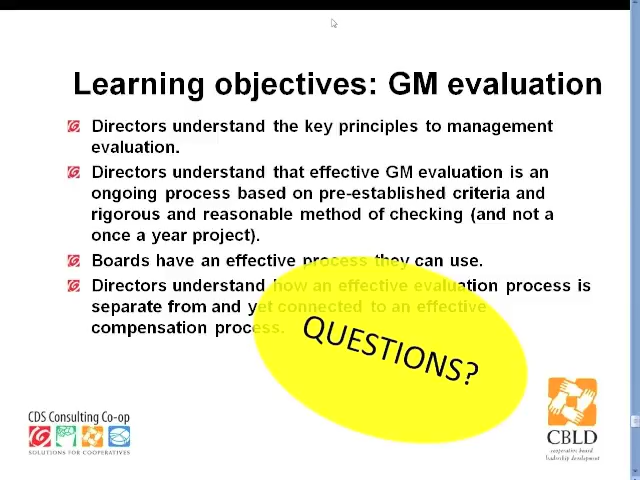 Learning objectives: GM evaluation
Directors understand the key principles to management
evaluation.
Directors understand that effective GM evaluation is an
ongoing process based on pre-established criteria and
rigorous and reasonable method of checking (and not a
once a year project).
Boards have an effective process they can use.
Directors understand how an effective evaluation process is
separate from and yet connected to an effective
compensation process.
QUESTIONS?
CDS Consulting Co-op
SOLUTIONS FOR COOPERATIVES
CBLD
cooperative board
leadership development